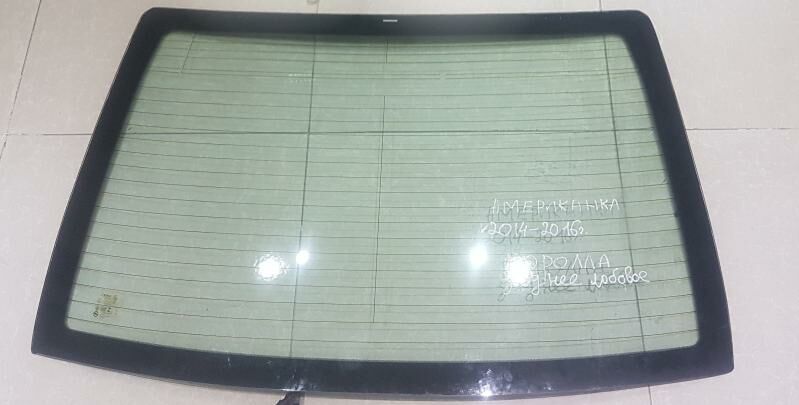 АМЕРИКАНКА
2014-2016г.
КОРОЛЛА
заднее лобовое